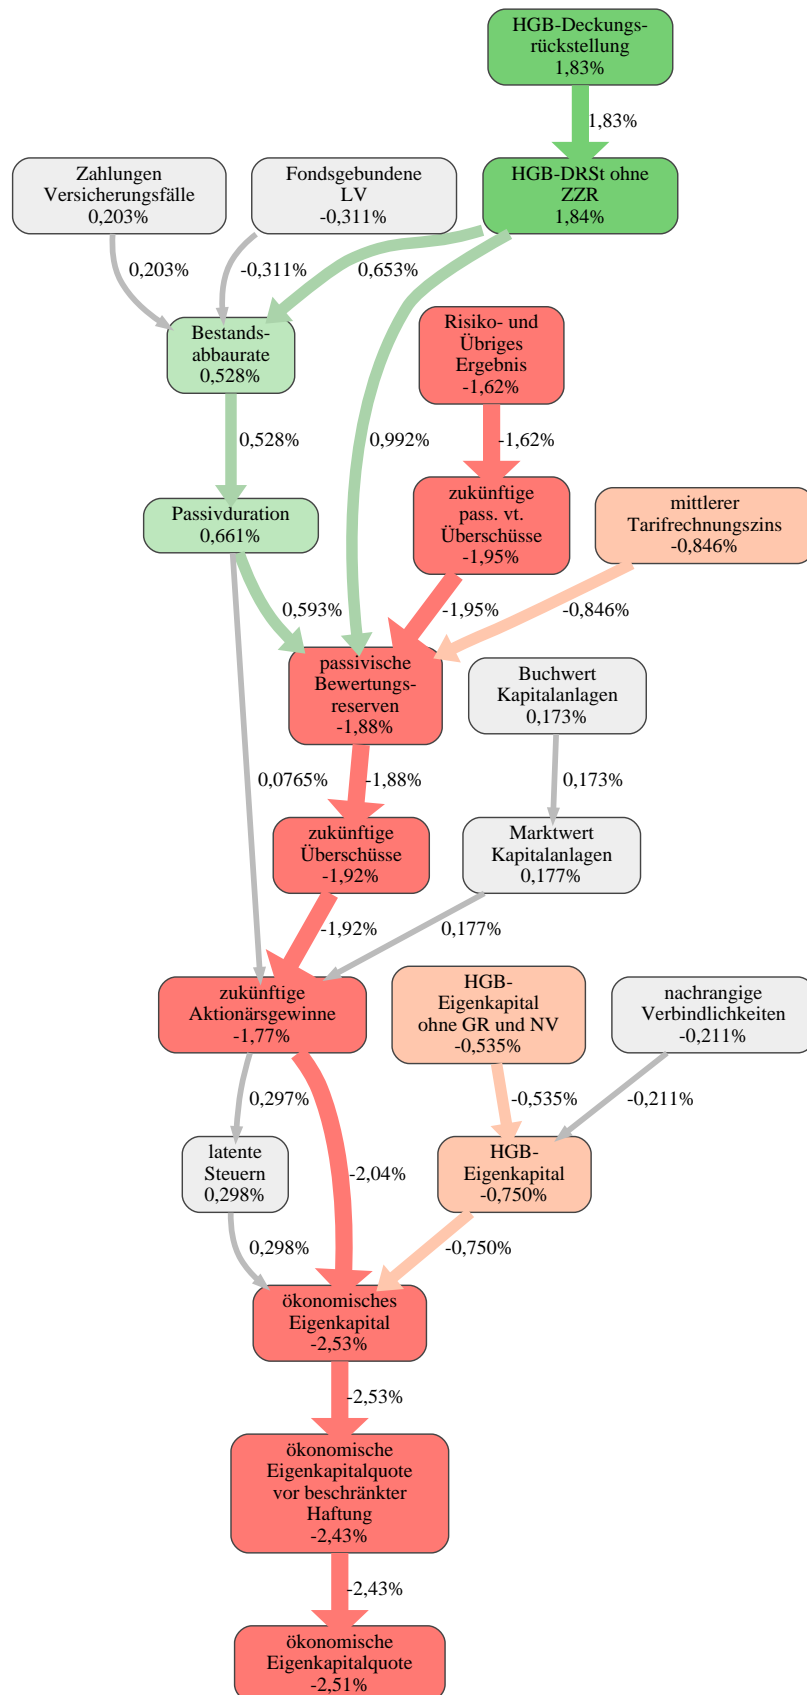 HGB-Deckungs-
rückstellung
1,83%
1,83%
Zahlungen
Versicherungsfälle
0,203%
Fondsgebundene
LV
-0,311%
HGB-DRSt ohne
ZZR
1,84%
0,203%
-0,311%
0,653%
Bestands-
abbaurate
0,528%
Risiko- und
Übriges
Ergebnis
-1,62%
0,528%
0,992%
-1,62%
Passivduration
0,661%
zukünftige
pass. vt.
Überschüsse
-1,95%
mittlerer
Tarifrechnungszins
-0,846%
0,593%
-1,95%
-0,846%
passivische
Bewertungs-
reserven
-1,88%
Buchwert
Kapitalanlagen
0,173%
0,0765%
-1,88%
0,173%
zukünftige
Überschüsse
-1,92%
Marktwert
Kapitalanlagen
0,177%
-1,92%
0,177%
zukünftige
Aktionärsgewinne
-1,77%
HGB-
Eigenkapital
ohne GR und NV
-0,535%
nachrangige
Verbindlichkeiten
-0,211%
0,297%
-0,535%
-0,211%
latente
Steuern
0,298%
-2,04%
HGB-
Eigenkapital
-0,750%
0,298%
-0,750%
ökonomisches
Eigenkapital
-2,53%
-2,53%
ökonomische
Eigenkapitalquote
vor beschränkter
Haftung
-2,43%
-2,43%
ökonomische
Eigenkapitalquote
-2,51%